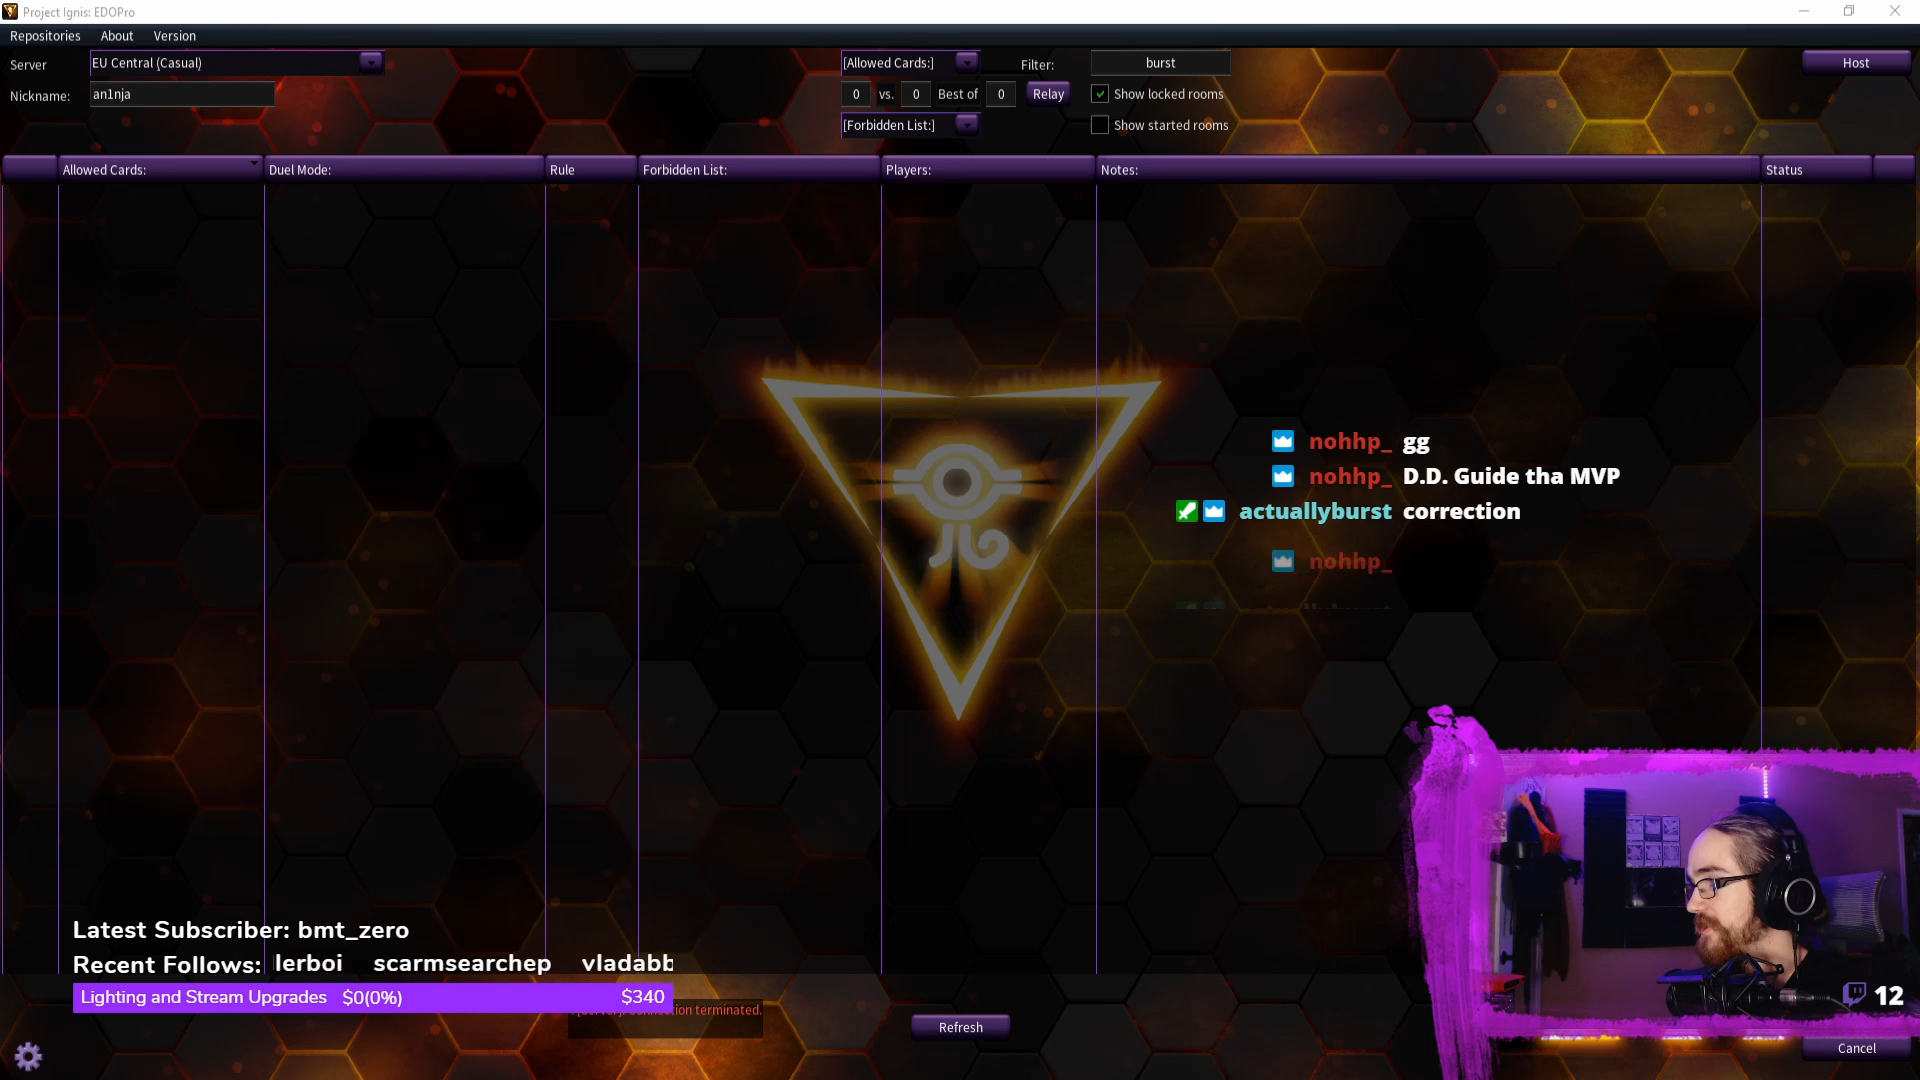 Project Ignis: EDOPro
Repositories About Version
Server EU Central (Casual) [Allowed Cards:] Filter: burst Host
Nickname: an1nja 0 vs. 0 Best of 0 Relay Show locked rooms
[Forbidden List:] Show started rooms
Allowed Cards: Duel Mode: Rule Forbidden List: Players: Notes: Status
nohhp_ gg
nohhp_ D.D. Guide tha MVP
actuallyburst correction
nohhp_
Latest Subscriber: bmt_zero
Recent Follows: lerboi scarmsearchep vladabb
Lighting and Stream Upgrades $0(0%) $340
terminated.
12
Refresh
Cancel